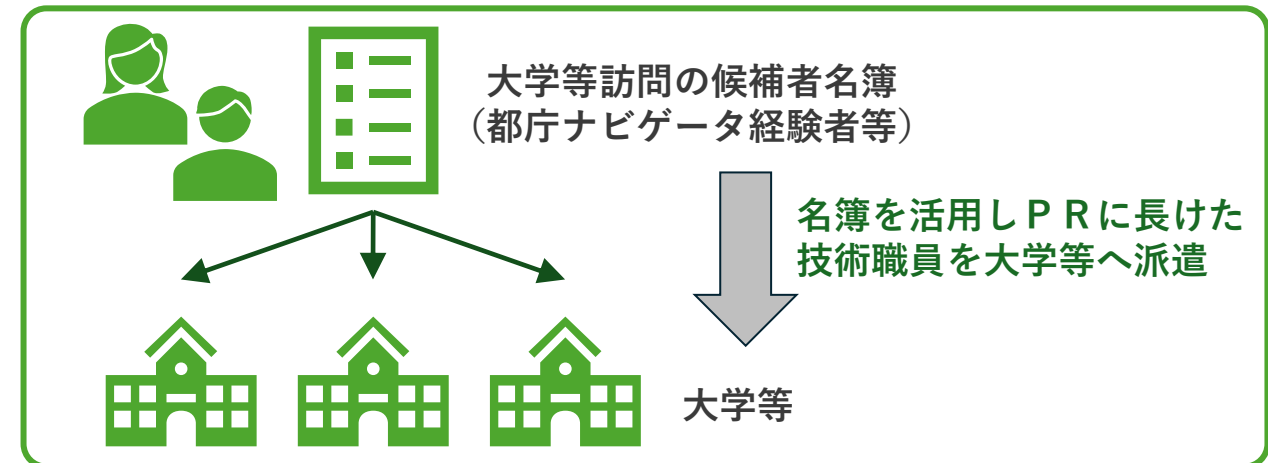 大学等訪問の候補者名簿
（都庁ナビゲータ経験者等）
名簿を活用しＰＲに長けた
技術職員を大学等へ派遣
大学等